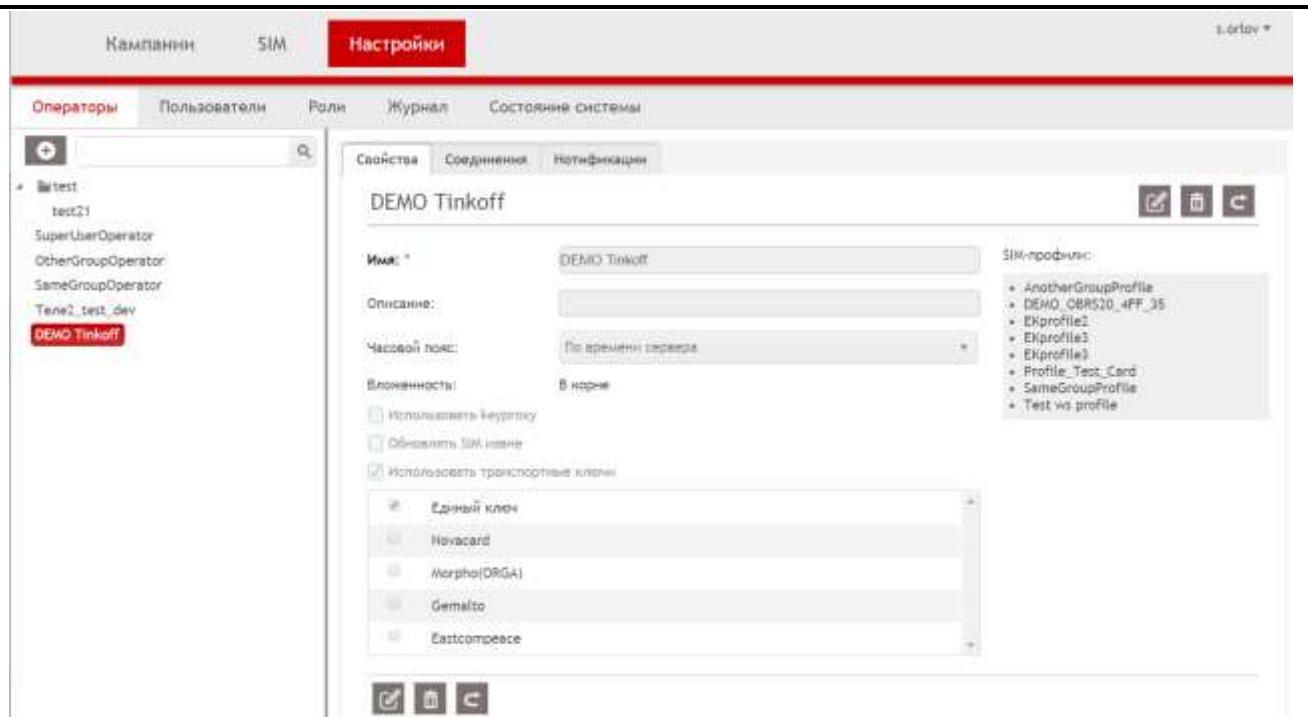 Кампании SIM Настройки s.orlov
Операторы Пользователи Роли Журнал Состояние системы
Свойства Соединения Нотификации
test
test21
SuperUserOperator
OtherGroupOperator
SameGroupOperator
Теле2_test_dev
DEMO Tinkoff
DEMO Tinkoff
Имя: * DEMO Tinkoff
Описание:
Часовой пояс: По времени сервера
Вложенность: В корне
Использовать keyproxy
Обновлять SIM извне
Использовать транспортные ключи
Единый ключ
Novacard
Morpho(ORGA)
Gemalto
Eastcompeace
SIM-профили:
AnotherGroupProfile
DEMO_OBRS20_4FF_35
EKprofile2
EKprofile3
EKprofile3
Profile_Test_Card
SameGroupProfile
Test ws profile